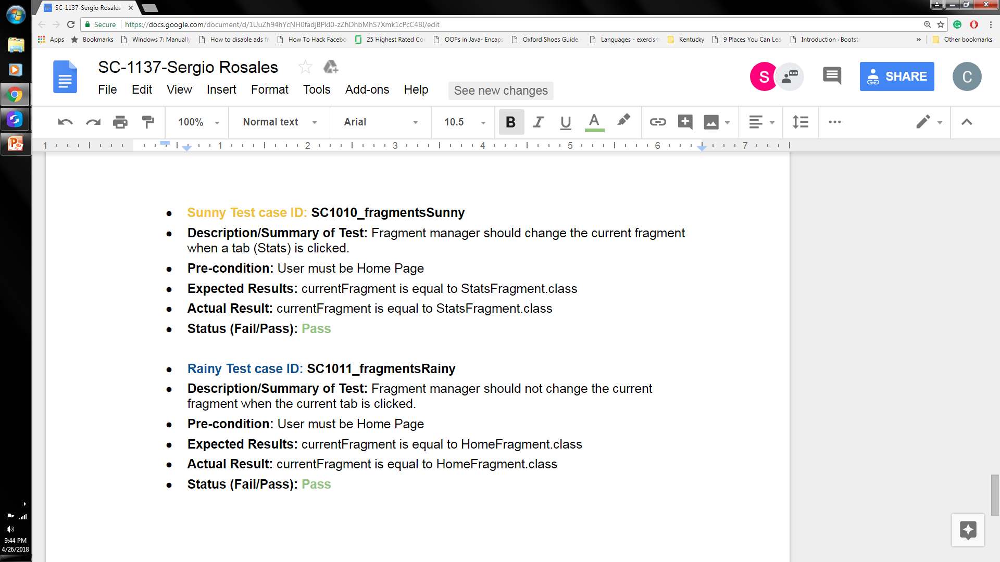 SC-1137-Sergio Rosales
Secure
https://docs.google.com/document/d/1UuZh94hYcNH0fadjBPkI0-zZhDhbMhS7Xmk1cPcC4BI/edit
Apps
Bookmarks
Windows 7: Manually
How to disable ads fr
How To Hack Facebo
25 Highest Rated Co
OOPs in Java- Encaps
Oxford Shoes Guide
Languages - exercism
Kentucky
9 Places You Can Lea
Introduction · Bootst
»
Other bookmarks
SC-1137-Sergio Rosales
File Edit View Insert Format Tools Add-ons Help
See new changes
S
SHARE
C
100% Normal text Arial 10.5 B I U A
1 1 2 3 4 5 6 7
● Sunny Test case ID: SC1010_fragmentsSunny
● Description/Summary of Test: Fragment manager should change the current fragment
when a tab (Stats) is clicked.
● Pre-condition: User must be Home Page
● Expected Results: currentFragment is equal to StatsFragment.class
● Actual Result: currentFragment is equal to StatsFragment.class
● Status (Fail/Pass): Pass
● Rainy Test case ID: SC1011_fragmentsRainy
● Description/Summary of Test: Fragment manager should not change the current
fragment when the current tab is clicked.
● Pre-condition: User must be Home Page
● Expected Results: currentFragment is equal to HomeFragment.class
● Actual Result: currentFragment is equal to HomeFragment.class
● Status (Fail/Pass): Pass
9:44 PM
4/26/2018